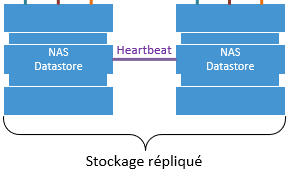 NAS
Datastore
Heartbeat
NAS
Datastore
Stockage répliqué